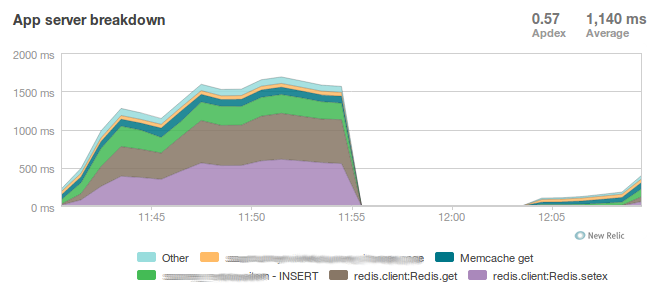 App server breakdown
0.57 1,140 ms
Apdex Average
2000 ms
1500 ms
1000 ms
500 ms
0 ms
11:45 11:50 11:55 12:00 12:05
New Relic
Other Memcache get
- INSERT redis.client:Redis.get redis.client:Redis.setex